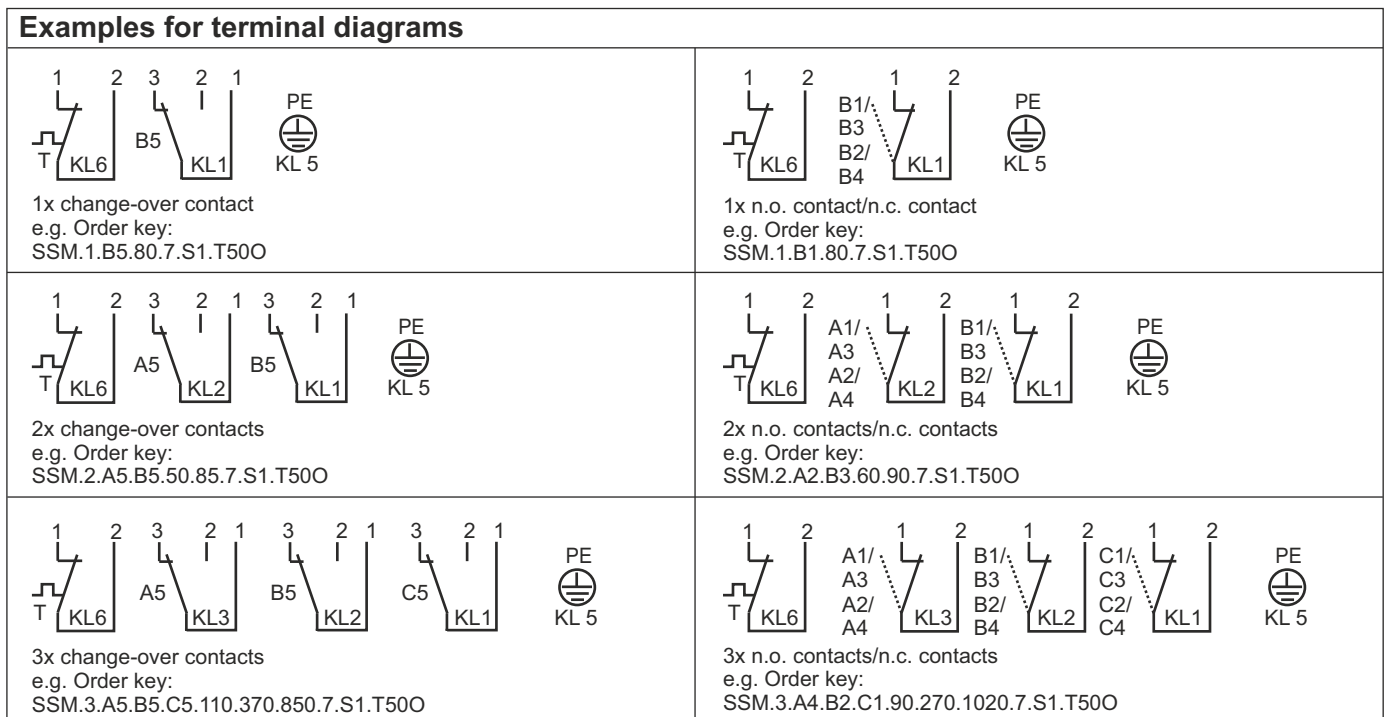 Examples for terminal diagrams
1 2 3 2 1
PE
B5
T KL6 KL1 KL 5
1x change-over contact
e.g. Order key:
SSM.1.B5.80.7.S1.T50O
1 2 1 2
B1/ PE
B3
B2/
T KL6 B4 KL1 KL 5
1x n.o. contact/n.c. contact
e.g. Order key:
SSM.1.B1.80.7.S1.T50O
1 2 3 2 1 3 2 1
PE
A5 B5
T KL6 KL2 KL1 KL 5
2x change-over contacts
e.g. Order key:
SSM.2.A5.B5.50.85.7.S1.T50O
1 2 1 2 1 2
A1/ B1/ PE
A3 B3
A2/ B2/
T KL6 A4 KL2 B4 KL1 KL 5
2x n.o. contacts/n.c. contacts
e.g. Order key:
SSM.2.A2.B3.60.90.7.S1.T50O
1 2 3 2 1 3 2 1 3 2 1
PE
A5 B5 C5
T KL6 KL3 KL2 KL1 KL 5
3x change-over contacts
e.g. Order key:
SSM.3.A5.B5.C5.110.370.850.7.S1.T50O
1 2 1 2 1 2 1 2
A1/ B1/ C1/ PE
A3 B3 C3
A2/ B2/ C2/
T KL6 A4 KL3 B4 KL2 C4 KL1 KL 5
3x n.o. contacts/n.c. contacts
e.g. Order key:
SSM.3.A4.B2.C1.90.270.1020.7.S1.T50O